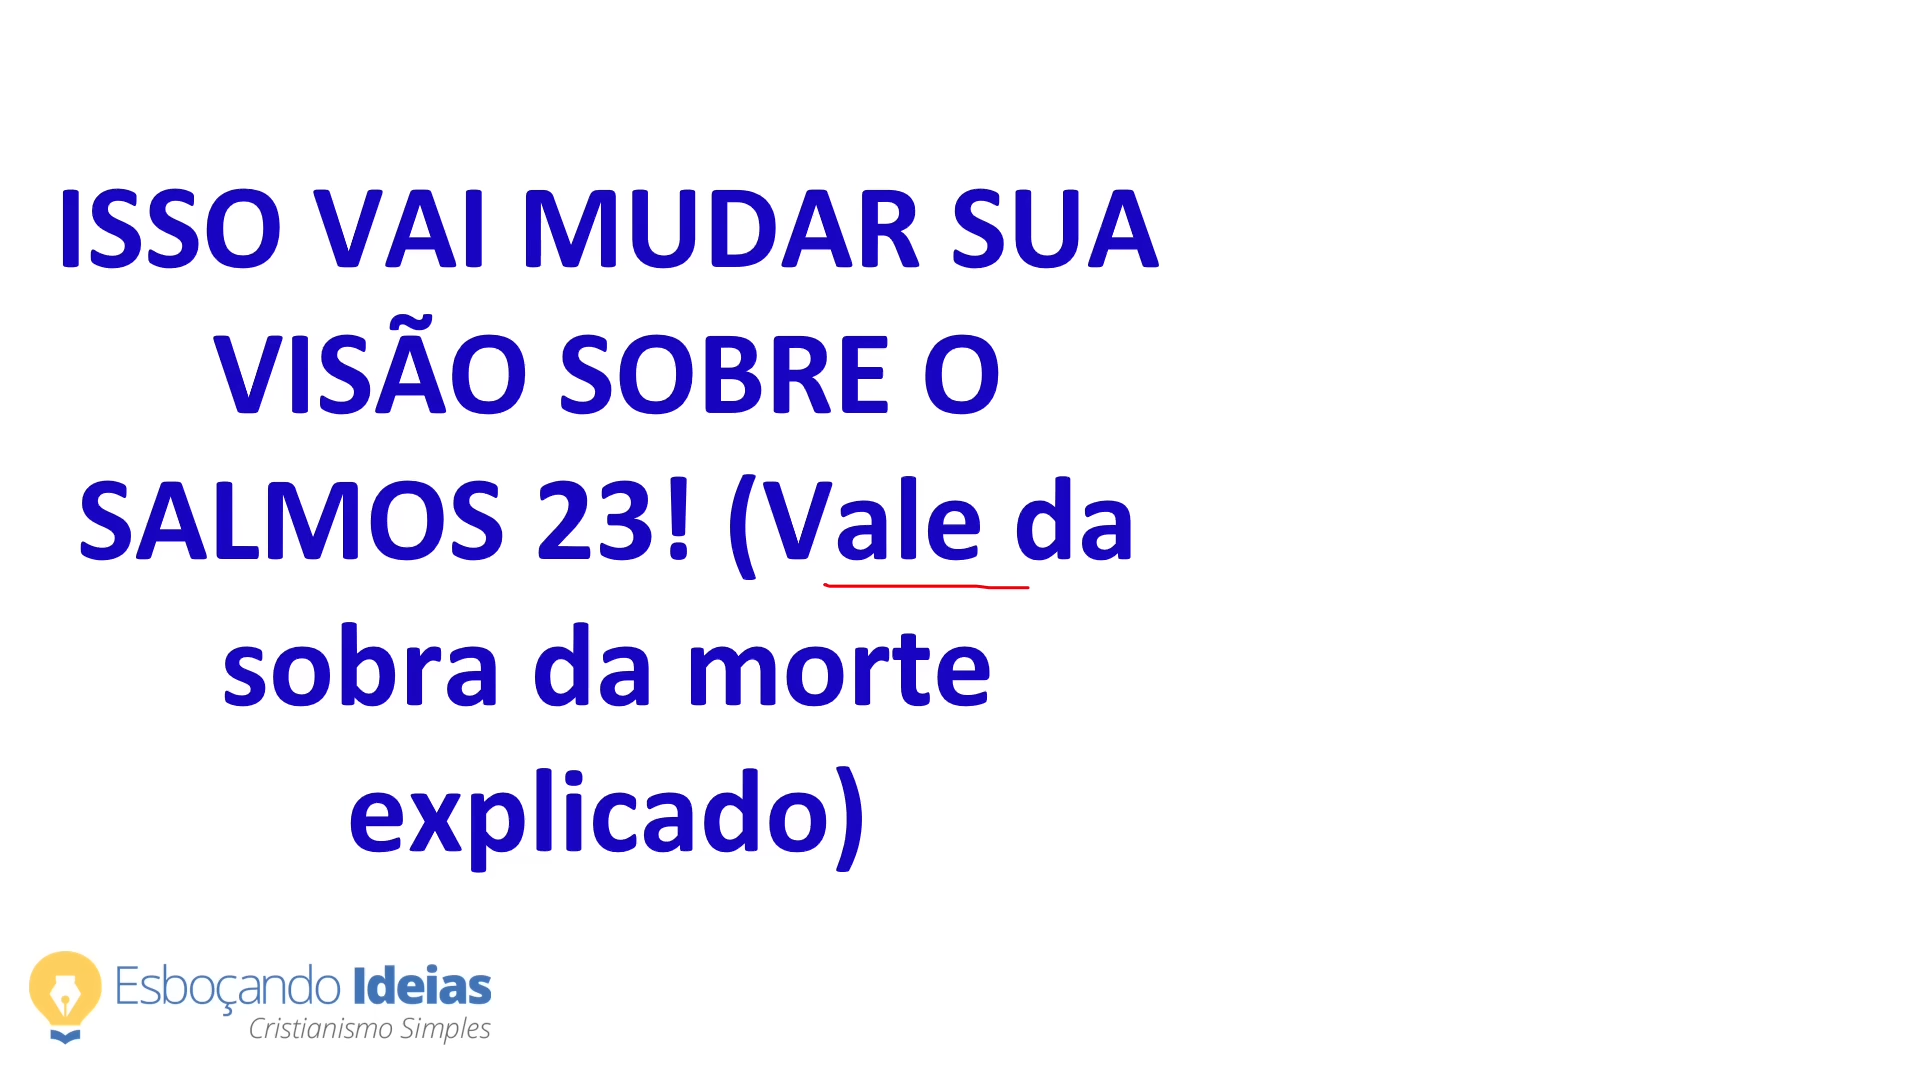 ISSO VAI MUDAR SUA
VISÃO SOBRE O
SALMOS 23! (Vale da
sobra da morte
explicado)
Esboçando Ideias
Cristianismo Simples